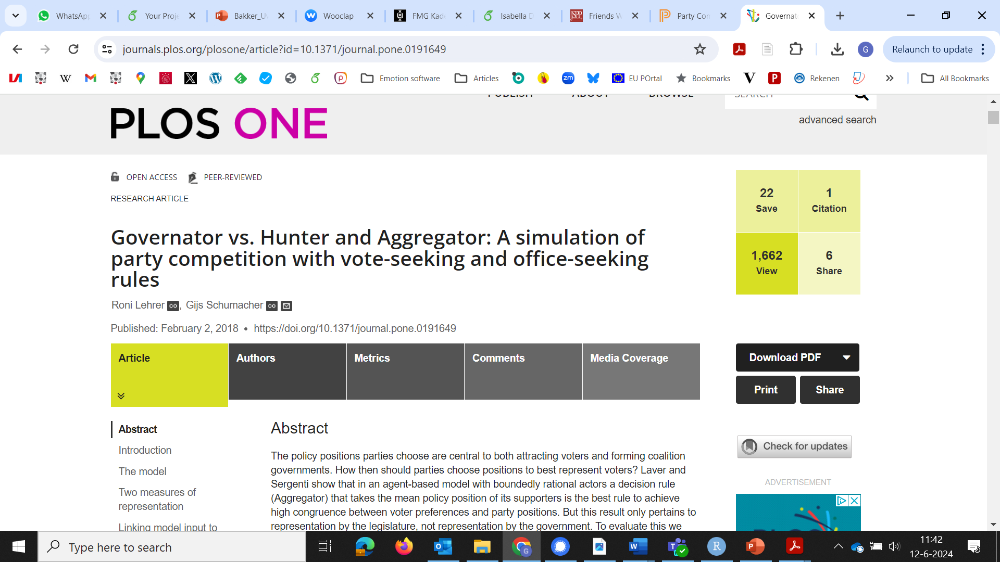 WhatsApp
Your Proje
Bakker_U
Wooclap
FMG Kad
Isabella D
Friends W
Party Com
Governat
journals.plos.org/plosone/article?id=10.1371/journal.pone.0191649
G
Relaunch to update
Emotion software
Articles
zm
EU POrtal
Bookmarks
Rekenen
All Bookmarks
PUBLISH
ABOUT
BROWSE
SEARCH
PLOS ONE
advanced search
OPEN ACCESS
PEER-REVIEWED
RESEARCH ARTICLE
22
Save
1
Citation
1,662
View
6
Share
Governator vs. Hunter and Aggregator: A simulation of
party competition with vote-seeking and office-seeking
rules
Roni Lehrer co, Gijs Schumacher co
Published: February 2, 2018 • https://doi.org/10.1371/journal.pone.0191649
Article
Authors
Metrics
Comments
Media Coverage
Download PDF
Print
Share
Abstract
Introduction
The model
Two measures of
representation
Linking model input to
Abstract
The policy positions parties choose are central to both attracting voters and forming coalition
governments. How then should parties choose positions to best represent voters? Laver and
Sergenti show that in an agent-based model with boundedly rational actors a decision rule
(Aggregator) that takes the mean policy position of its supporters is the best rule to achieve
high congruence between voter preferences and party positions. But this result only pertains to
representation by the legislature, not representation by the government. To evaluate this we
Check for updates
ADVERTISEMENT
Type here to search
11:42
12-6-2024